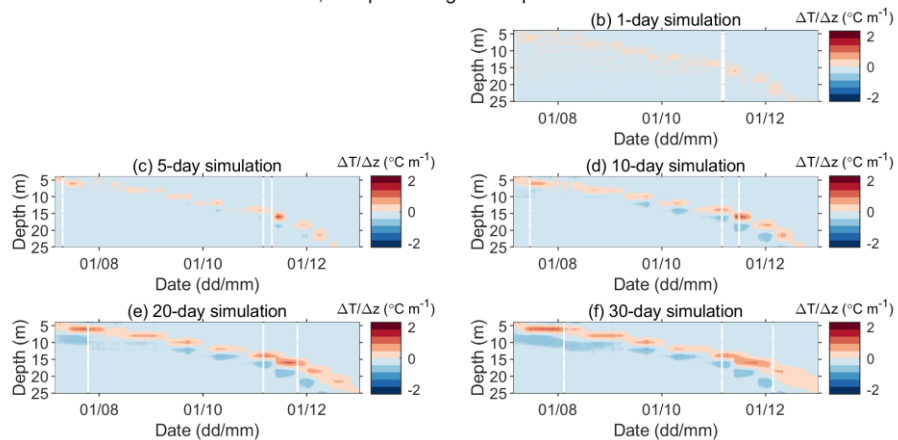 (b) 1-day simulation
ΔT/Δz (°C m⁻¹)
Depth (m)
5
10
15
20
25
01/08 01/10 01/12
Date (dd/mm)
2
0
-2
(c) 5-day simulation
ΔT/Δz (°C m⁻¹)
Depth (m)
5
10
15
20
25
01/08 01/10 01/12
Date (dd/mm)
2
0
-2
(d) 10-day simulation
ΔT/Δz (°C m⁻¹)
Depth (m)
5
10
15
20
25
01/08 01/10 01/12
Date (dd/mm)
2
0
-2
(e) 20-day simulation
ΔT/Δz (°C m⁻¹)
Depth (m)
5
10
15
20
25
01/08 01/10 01/12
Date (dd/mm)
2
0
-2
(f) 30-day simulation
ΔT/Δz (°C m⁻¹)
Depth (m)
5
10
15
20
25
01/08 01/10 01/12
Date (dd/mm)
2
0
-2